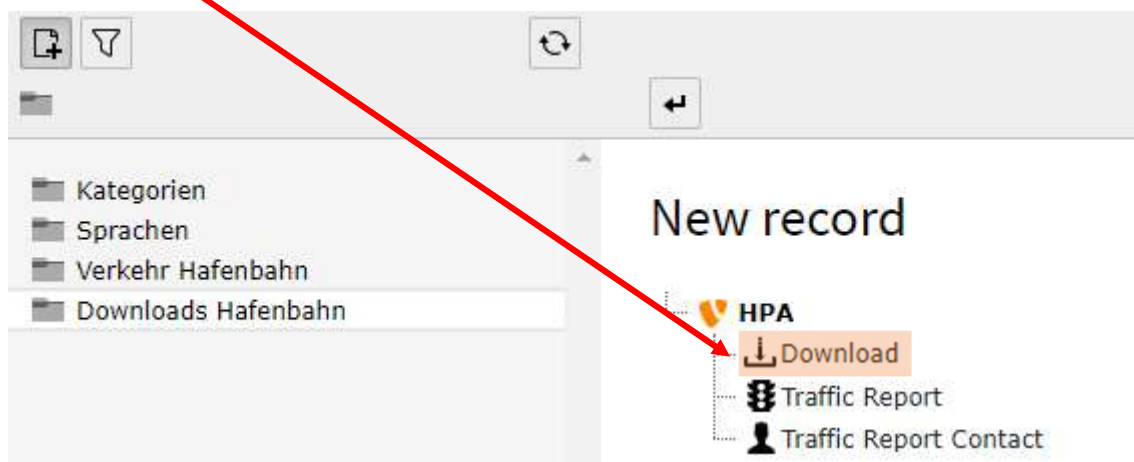 Kategorien
Sprachen
Verkehr Hafenbahn
Downloads Hafenbahn
New record
HPA
Download
Traffic Report
Traffic Report Contact